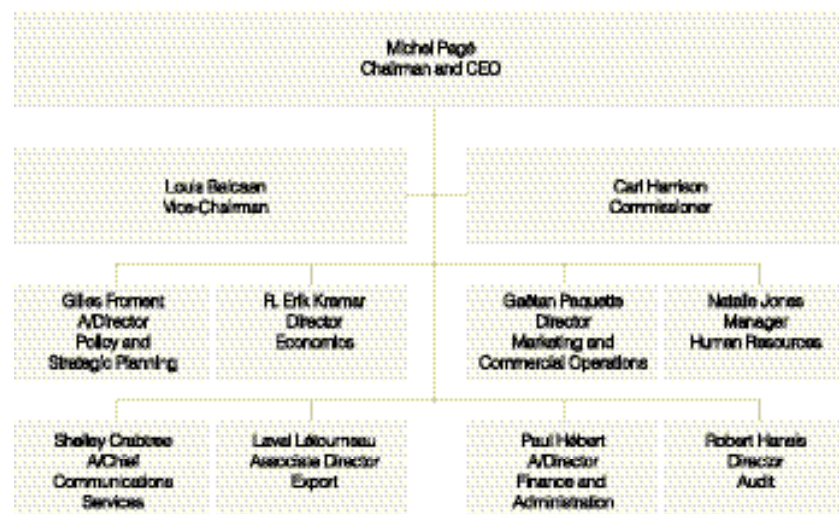 Michel Pagé
Chairman and CEO
Louis Balcaen
Vice-Chairman
Carl Harrison
Commissioner
Gilles Froment
A/Director
Policy and
Strategic Planning
R. Erik Kramar
Director
Economics
Gaëtan Paquette
Director
Marketing and
Commercial Operations
Natalie Jones
Manager
Human Resources
Shelley Crabtree
A/Chief
Communications
Services
Laval Létourneau
Associate Director
Export
Paul Hébert
A/Director
Finance and
Administration
Robert
Director
Audit